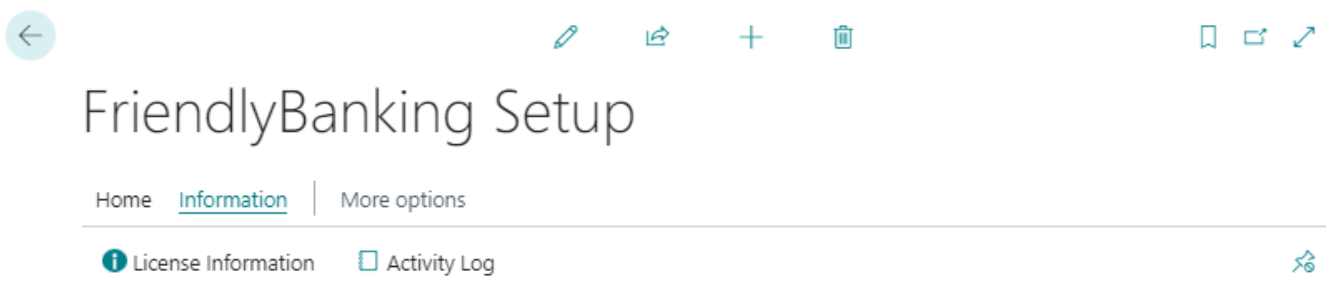 FriendlyBanking Setup
Home Information More options
License Information Activity Log